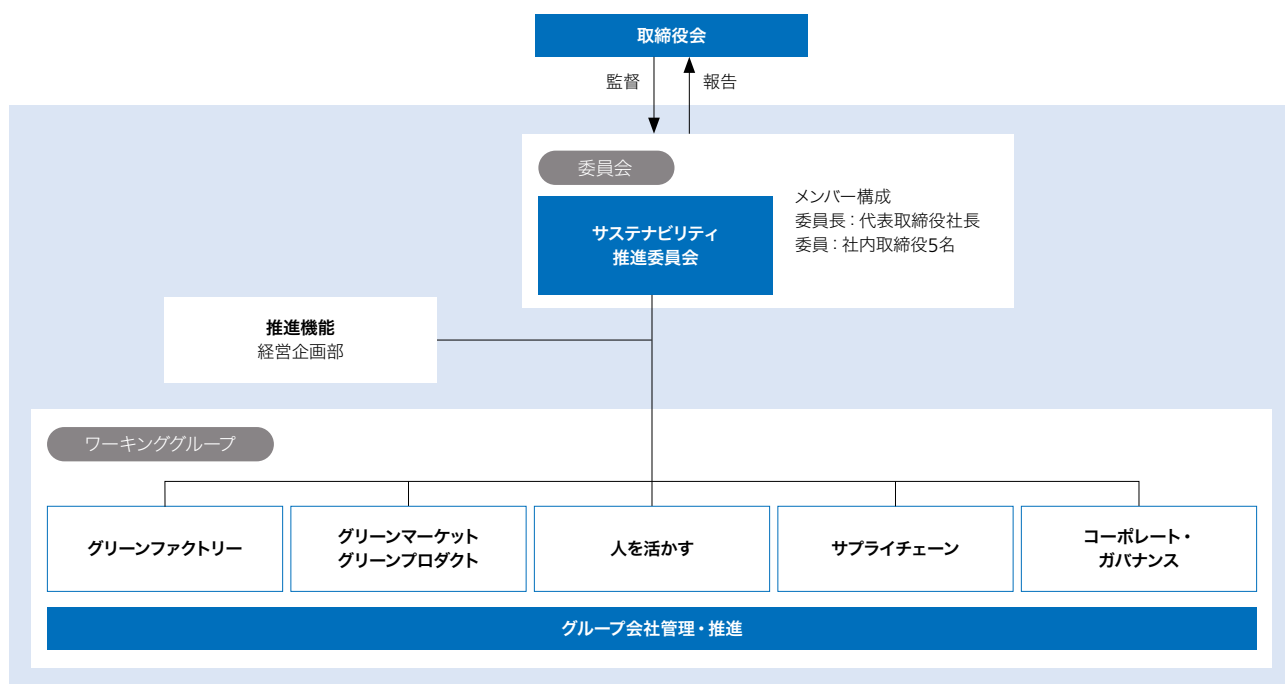 取締役会
監督
報告
委員会
サステナビリティ
推進委員会
メンバー構成
委員長：代表取締役社長
委員：社内取締役5名
推進機能
経営企画部
ワーキンググループ
グリーンファクトリー
グリーンマーケット
グリーンプロダクト
人を活かす
サプライチェーン
コーポレート・
ガバナンス
グループ会社管理・推進